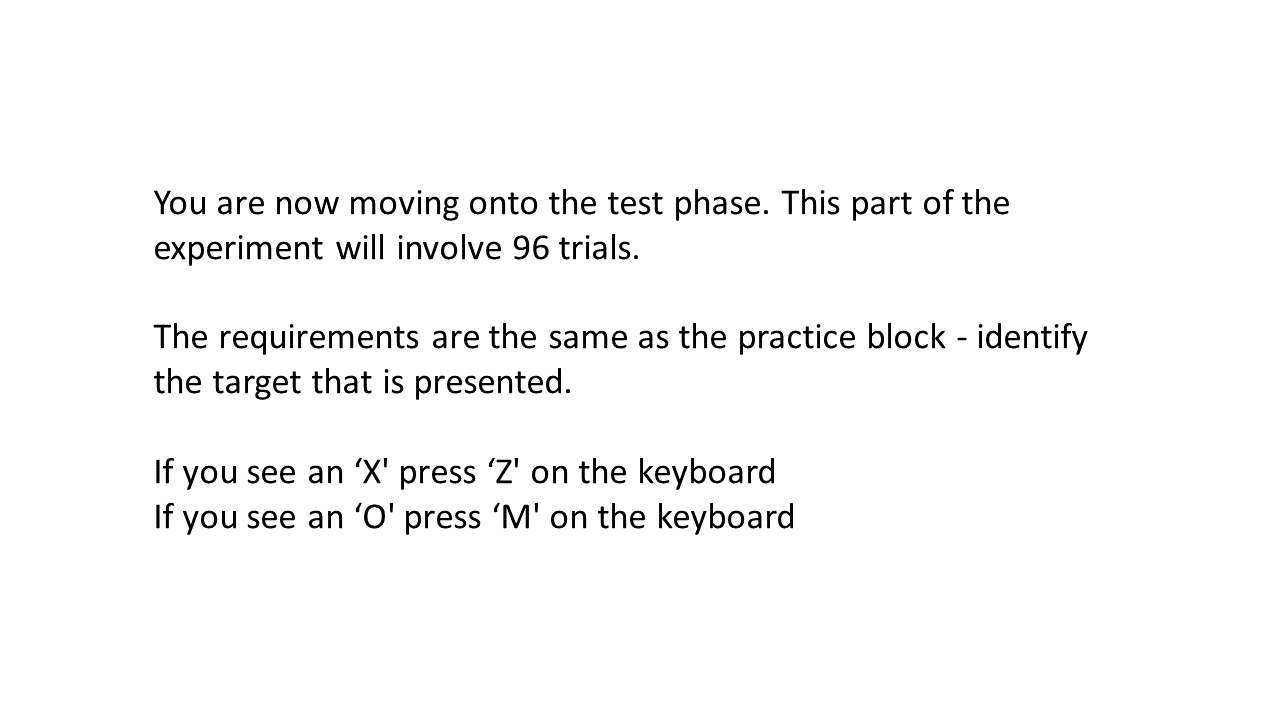 You are now moving onto the test phase. This part of the
experiment will involve 96 trials.
The requirements are the same as the practice block - identify
the target that is presented.
If you see an ‘X' press ‘Z' on the keyboard
If you see an ‘O' press ‘M' on the keyboard